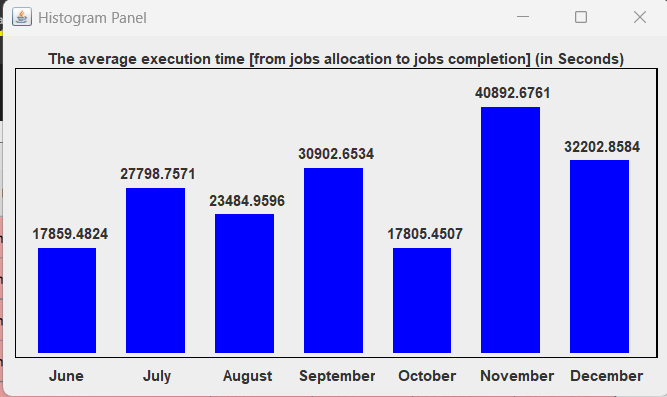 Histogram Panel
The average execution time [from jobs allocation to jobs completion] (in Seconds)
40892.6761
32202.8584
30902.6534
27798.7571
23484.9596
17859.4824
17805.4507
June July August September October November December